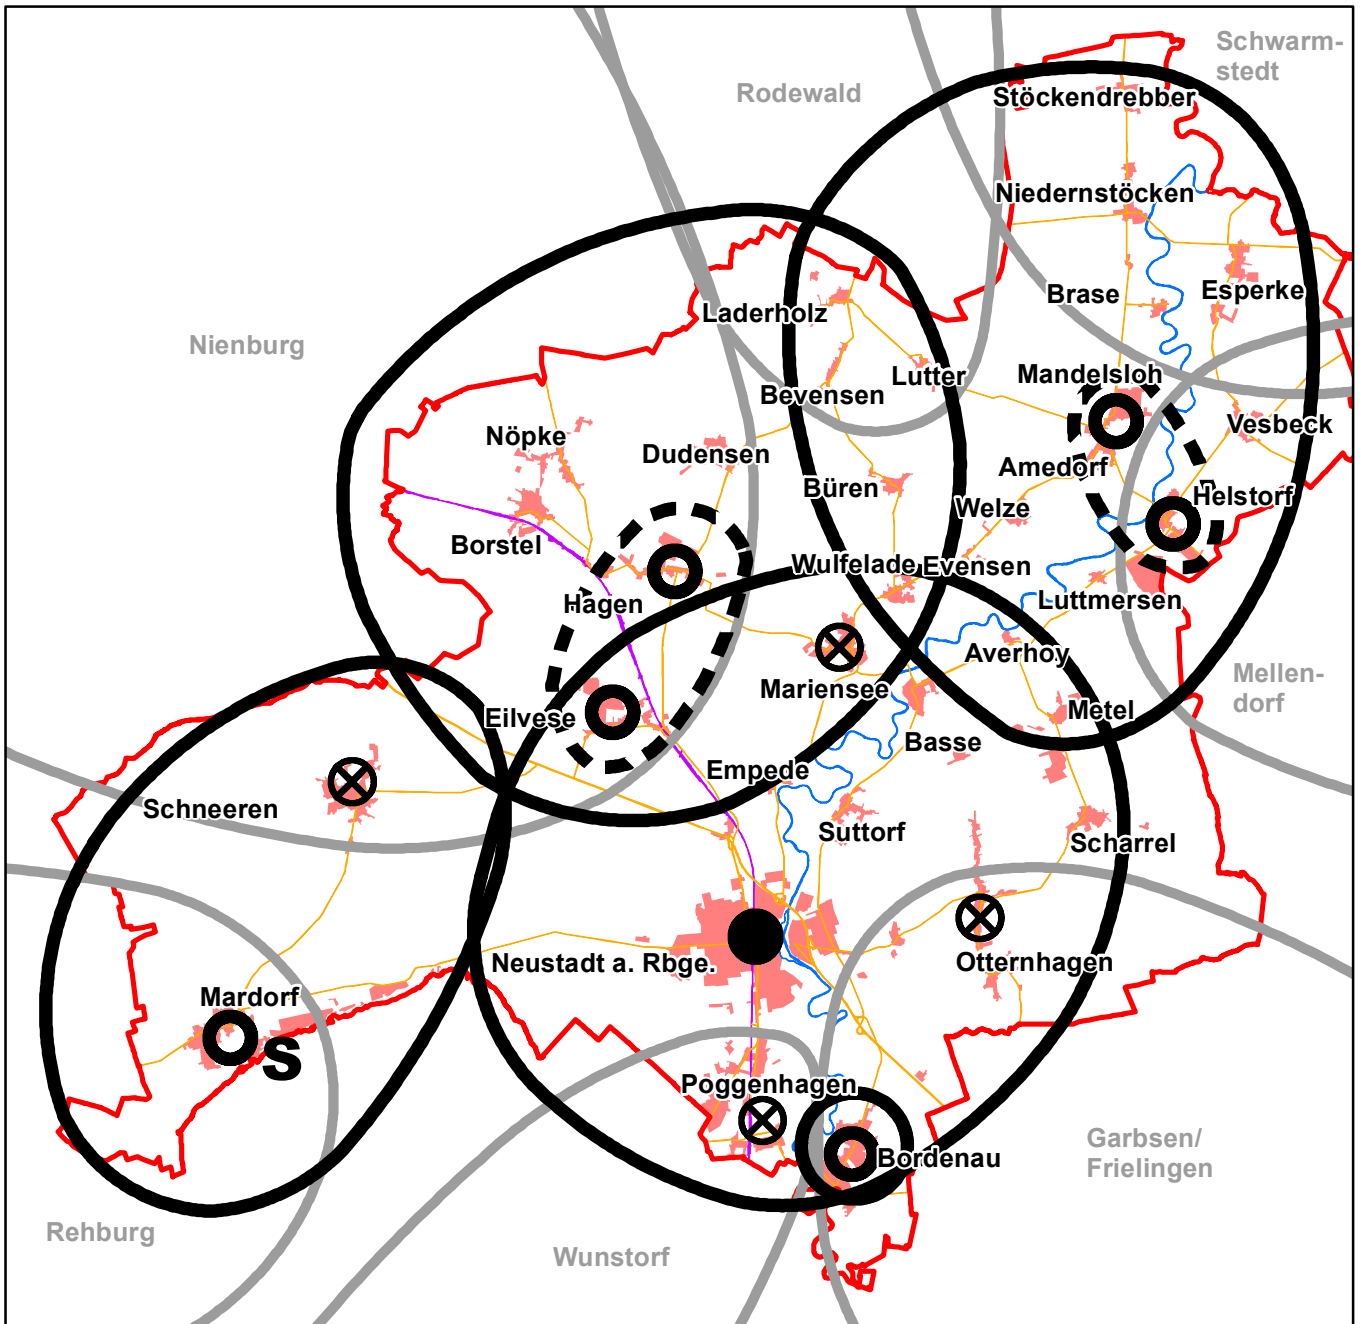 Schwarm-
stedt
Rodewald
Stöckendrebber
Niedernstöcken
Esperke
Brase
Laderholz
Nienburg
Lutter
Mandelsloh
Bevensen
Vesbeck
Nöpke
Dudensen
Amedorf
Büren
Helstorf
Welze
Borstel
Wulfelade
Evensen
Hagen
Luttmersen
Averhoy
Mellen-
dorf
Mariensee
Eilvese
Metel
Basse
Empede
Schneeren
Suttorf
Scharrel
Neustadt a. Rbge.
Otternhagen
Mardorf
S
Poggenhagen
Bordenau
Garbsen/
Frielingen
Rehburg
Wunstorf